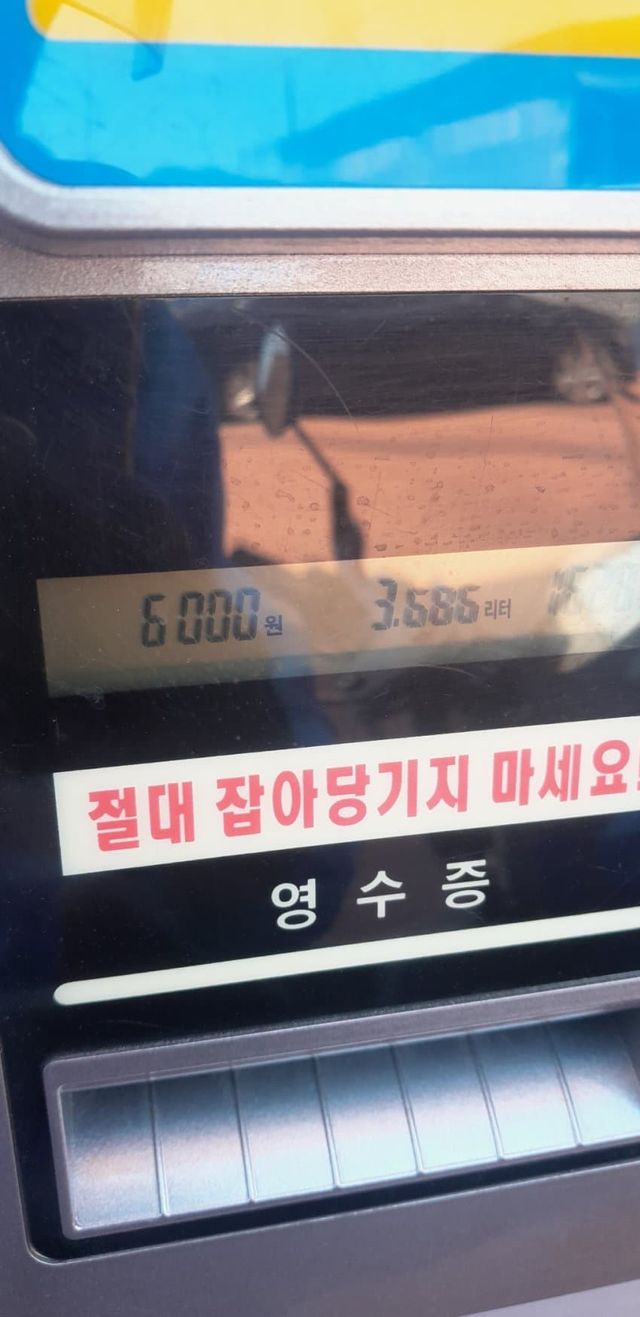 6000원 3.686리터
절대 잡아당기지 마세요!
영수증